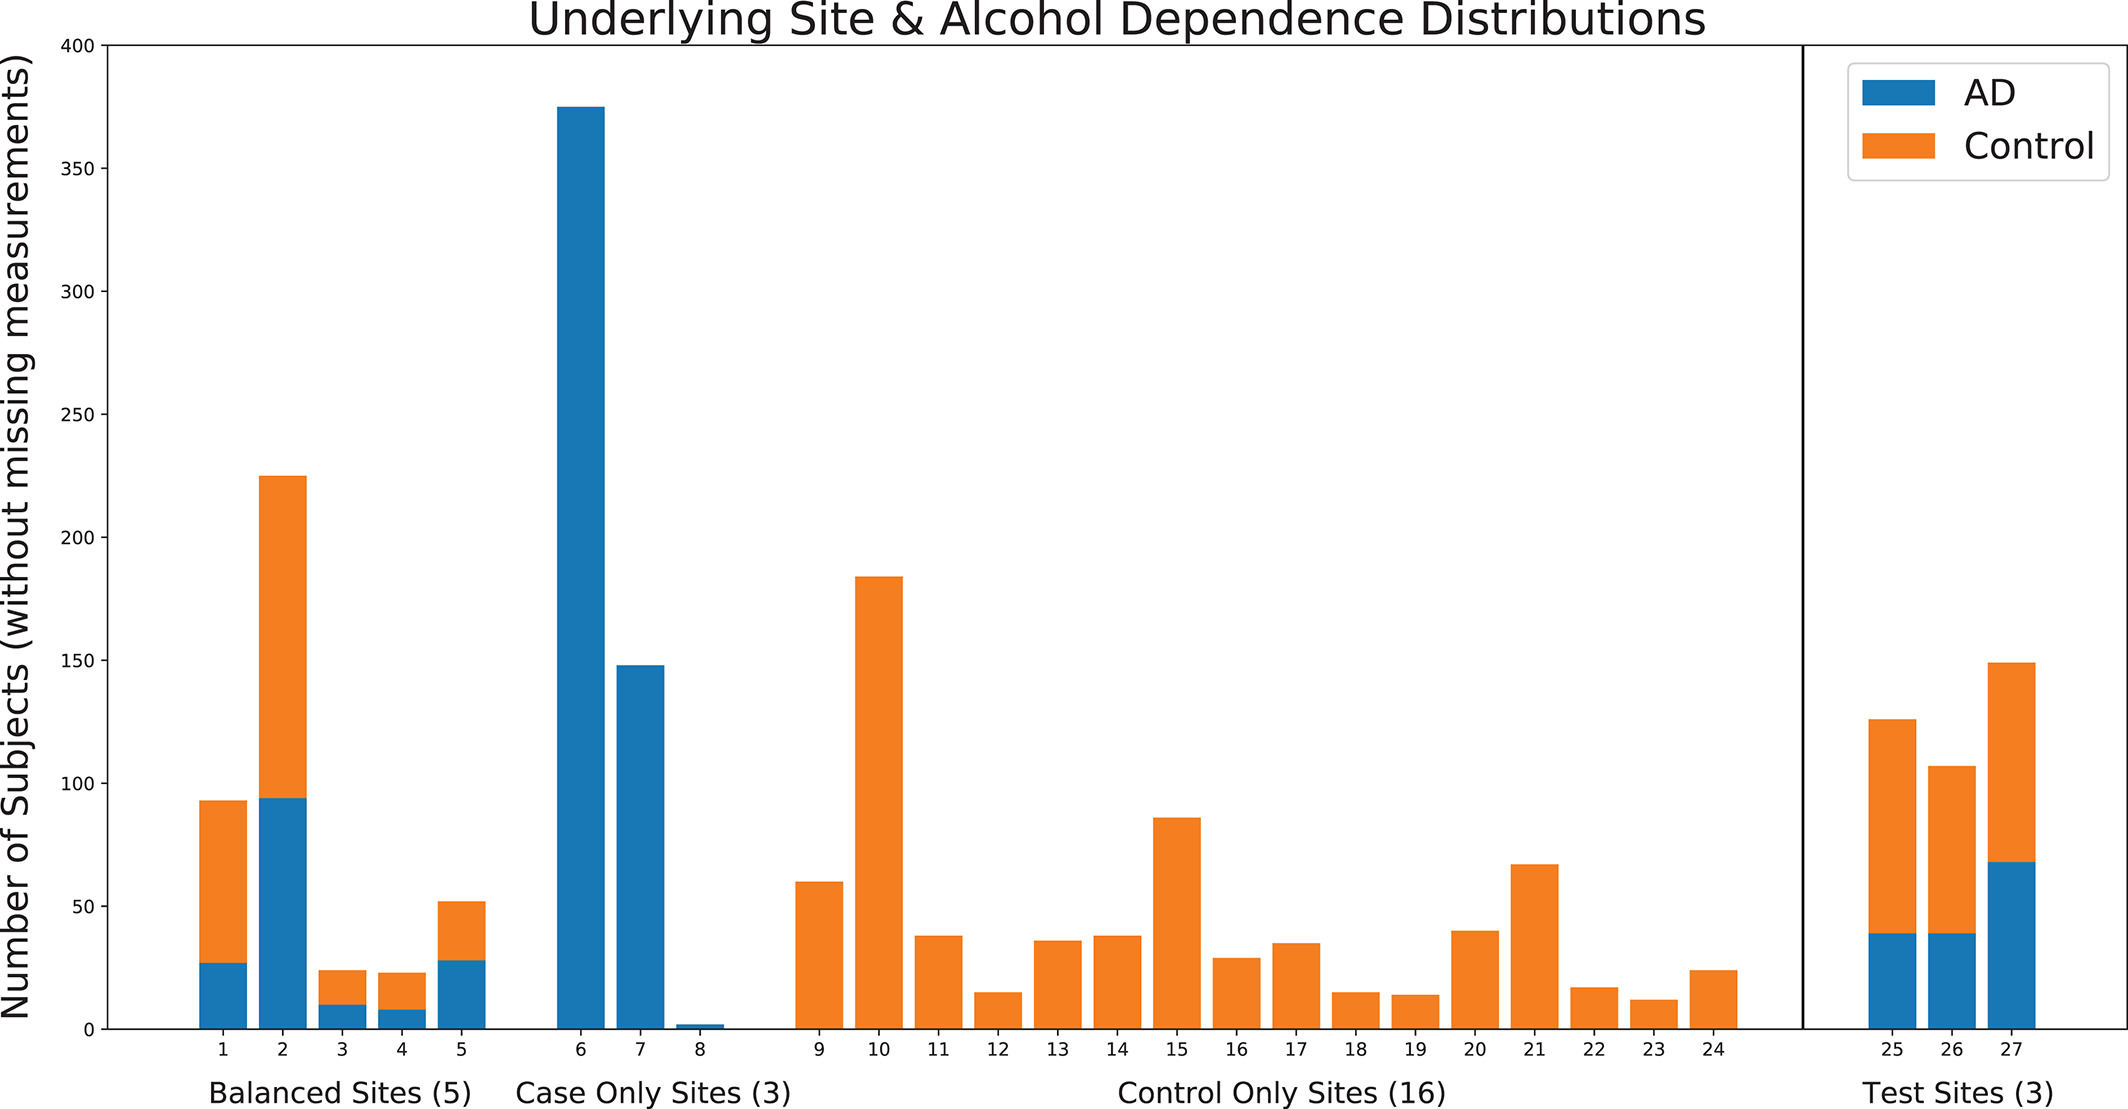 Underlying Site & Alcohol Dependence Distributions
Number of Subjects (without missing measurements)
400
350
300
250
200
150
100
50
0
AD
Control
1 2 3 4 5 6 7 8 9 10 11 12 13 14 15 16 17 18 19 20 21 22 23 24 25 26 27
Balanced Sites (5) Case Only Sites (3) Control Only Sites (16) Test Sites (3)